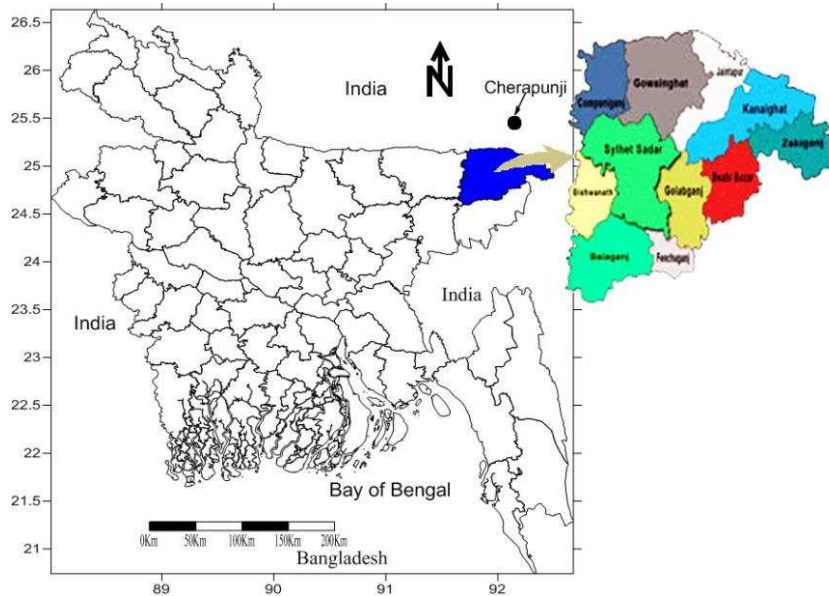 26.5
26
25.5
25
24.5
24
23.5
23
22.5
22
21.5
21
89
90
91
92
India
N
Cherapunji
India
India
Bay of Bengal
0Km 50Km 100Km 150Km 200Km
Bangladesh
Companiganj
Gowainghat
Jaintapur
Kanaighat
Zakiganj
Sylhet Sadar
Bishwanath
Golabganj
Balaganj
Fenchuganj